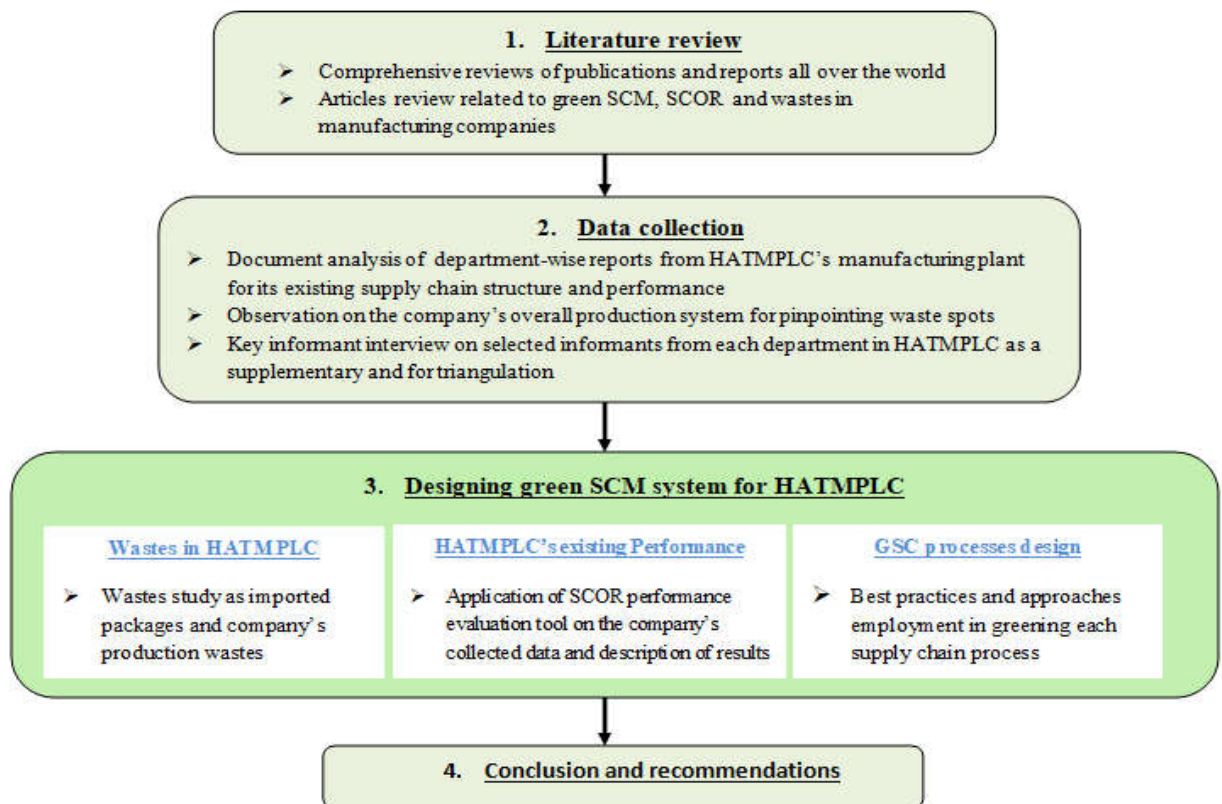 1. Literature review
➢ Comprehensive reviews of publications and reports all over the world
➢ Articles review related to green SCM, SCOR and wastes in
manufacturing companies
2. Data collection
➢ Document analysis of department-wise reports from HATMPLC’s manufacturing plant
for its existing supply chain structure and performance
➢ Observation on the company’s overall production system for pinpointing waste spots
➢ Key informant interview on selected informants from each department in HATMPLC as a
supplementary and for triangulation
3. Designing green SCM system for HATMPLC
Wastes in HATMPLC
➢ Wastes study as imported
packages and company’s
production wastes
HATMPLC’s existing Performance
➢ Application of SCOR performance
evaluation tool on the company’s
collected data and description of results
GSC processes design
➢ Best practices and approaches
employment in greening each
supply chain process
4. Conclusion and recommendations